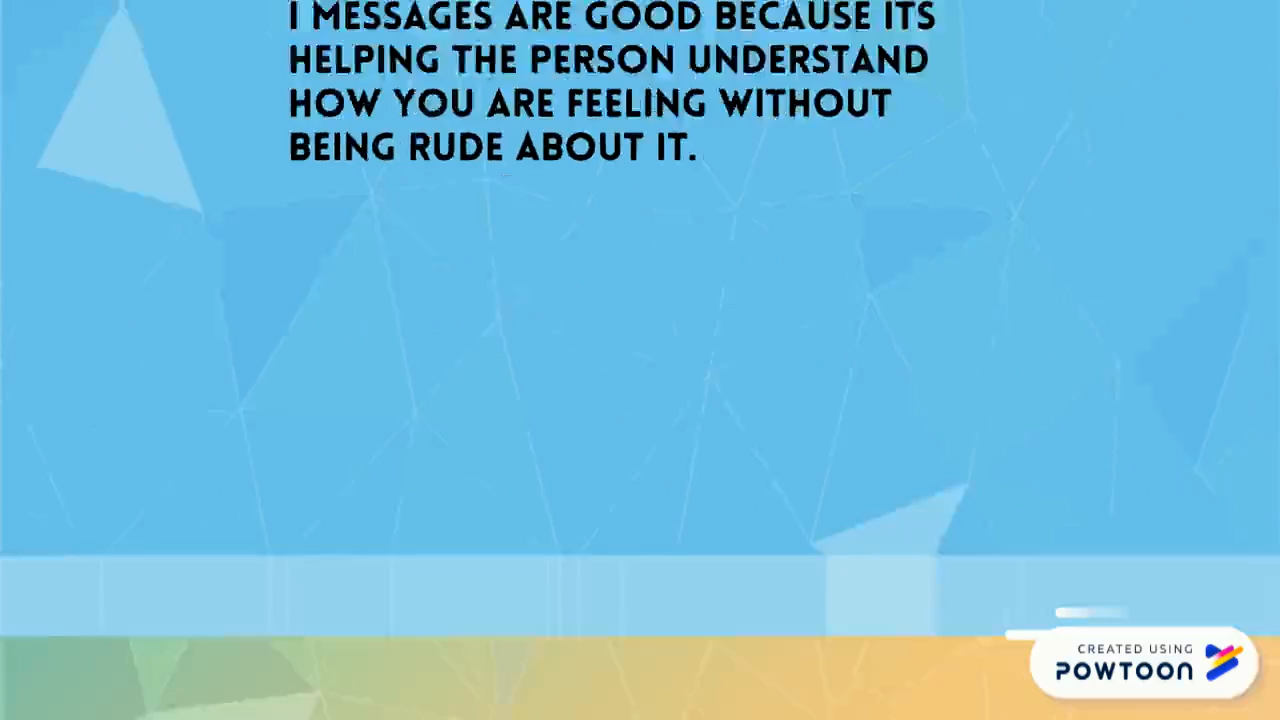 I MESSAGES ARE GOOD BECAUSE ITS
HELPING THE PERSON UNDERSTAND
HOW YOU ARE FEELING WITHOUT
BEING RUDE ABOUT IT.
CREATED USING
POWTOON